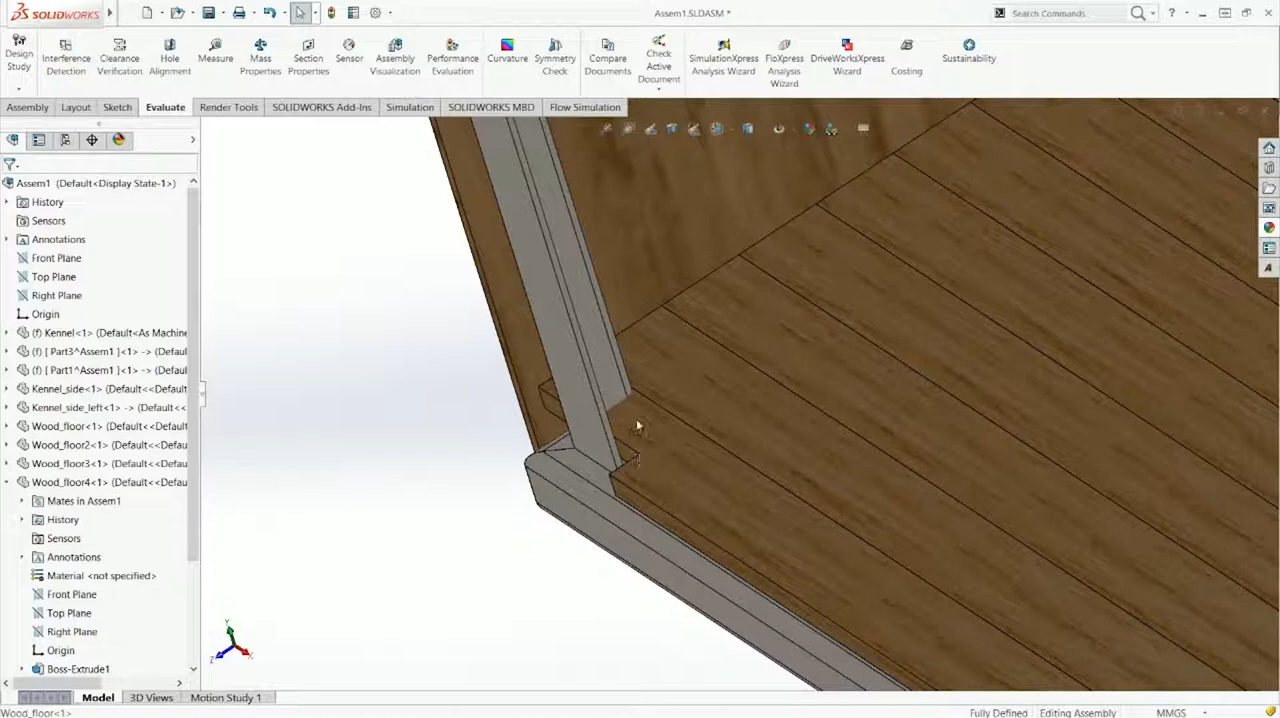 SOLIDWORKS
Assem1.SLDASM *
Search Commands
Design Study
Interference Detection
Clearance Verification
Hole Alignment
Measure
Mass Properties
Section Properties
Sensor
Assembly Visualization
Performance Evaluation
Curvature
Symmetry Check
Compare Documents
Check Active Document
SimulationXpress Analysis Wizard
FloXpress Analysis Wizard
DriveWorksXpress Wizard
Costing
Sustainability
Assembly
Layout
Sketch
Evaluate
Render Tools
SOLIDWORKS Add-Ins
Simulation
SOLIDWORKS MBD
Flow Simulation
Assem1 (Default<Display State-1>)
History
Sensors
Annotations
Front Plane
Top Plane
Right Plane
Origin
(f) Kennel<1> (Default<As Machine
(f) [ Part3^Assem1 ]<1> -> (Defaul
(f) [ Part1^Assem1 ]<1> -> (Defaul
Kennel_side<1> (Default<<Default
Kennel_side_left<1> -> (Default<<
Wood_floor<1> (Default<<Default
Wood_floor2<1> (Default<<Defaul
Wood_floor3<1> (Default<<Defaul
Wood_floor4<1> (Default<<Defaul
Mates in Assem1
History
Sensors
Annotations
Material <not specified>
Front Plane
Top Plane
Right Plane
Origin
Boss-Extrude1
Y
X
Z
Model
3D Views
Motion Study 1
Wood_floor<1>
Fully Defined
Editing Assembly
MMGS